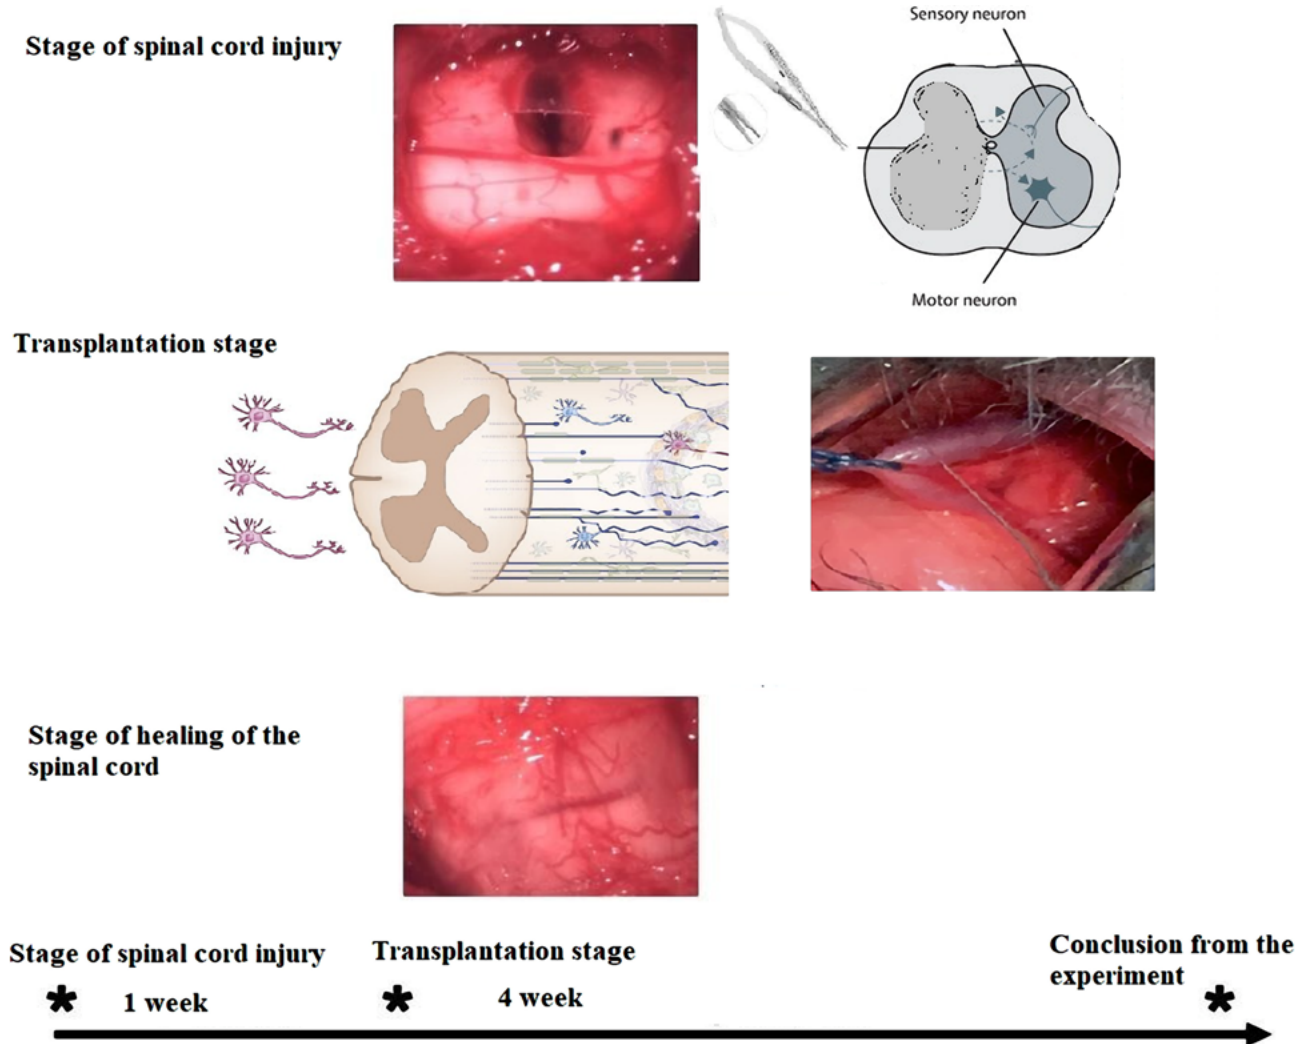 Sensory neuron
Stage of spinal cord injury
Motor neuron
Transplantation stage
Stage of healing of the
spinal cord
Stage of spinal cord injury
Transplantation stage
Conclusion from the
experiment
* 1 week * 4 week *